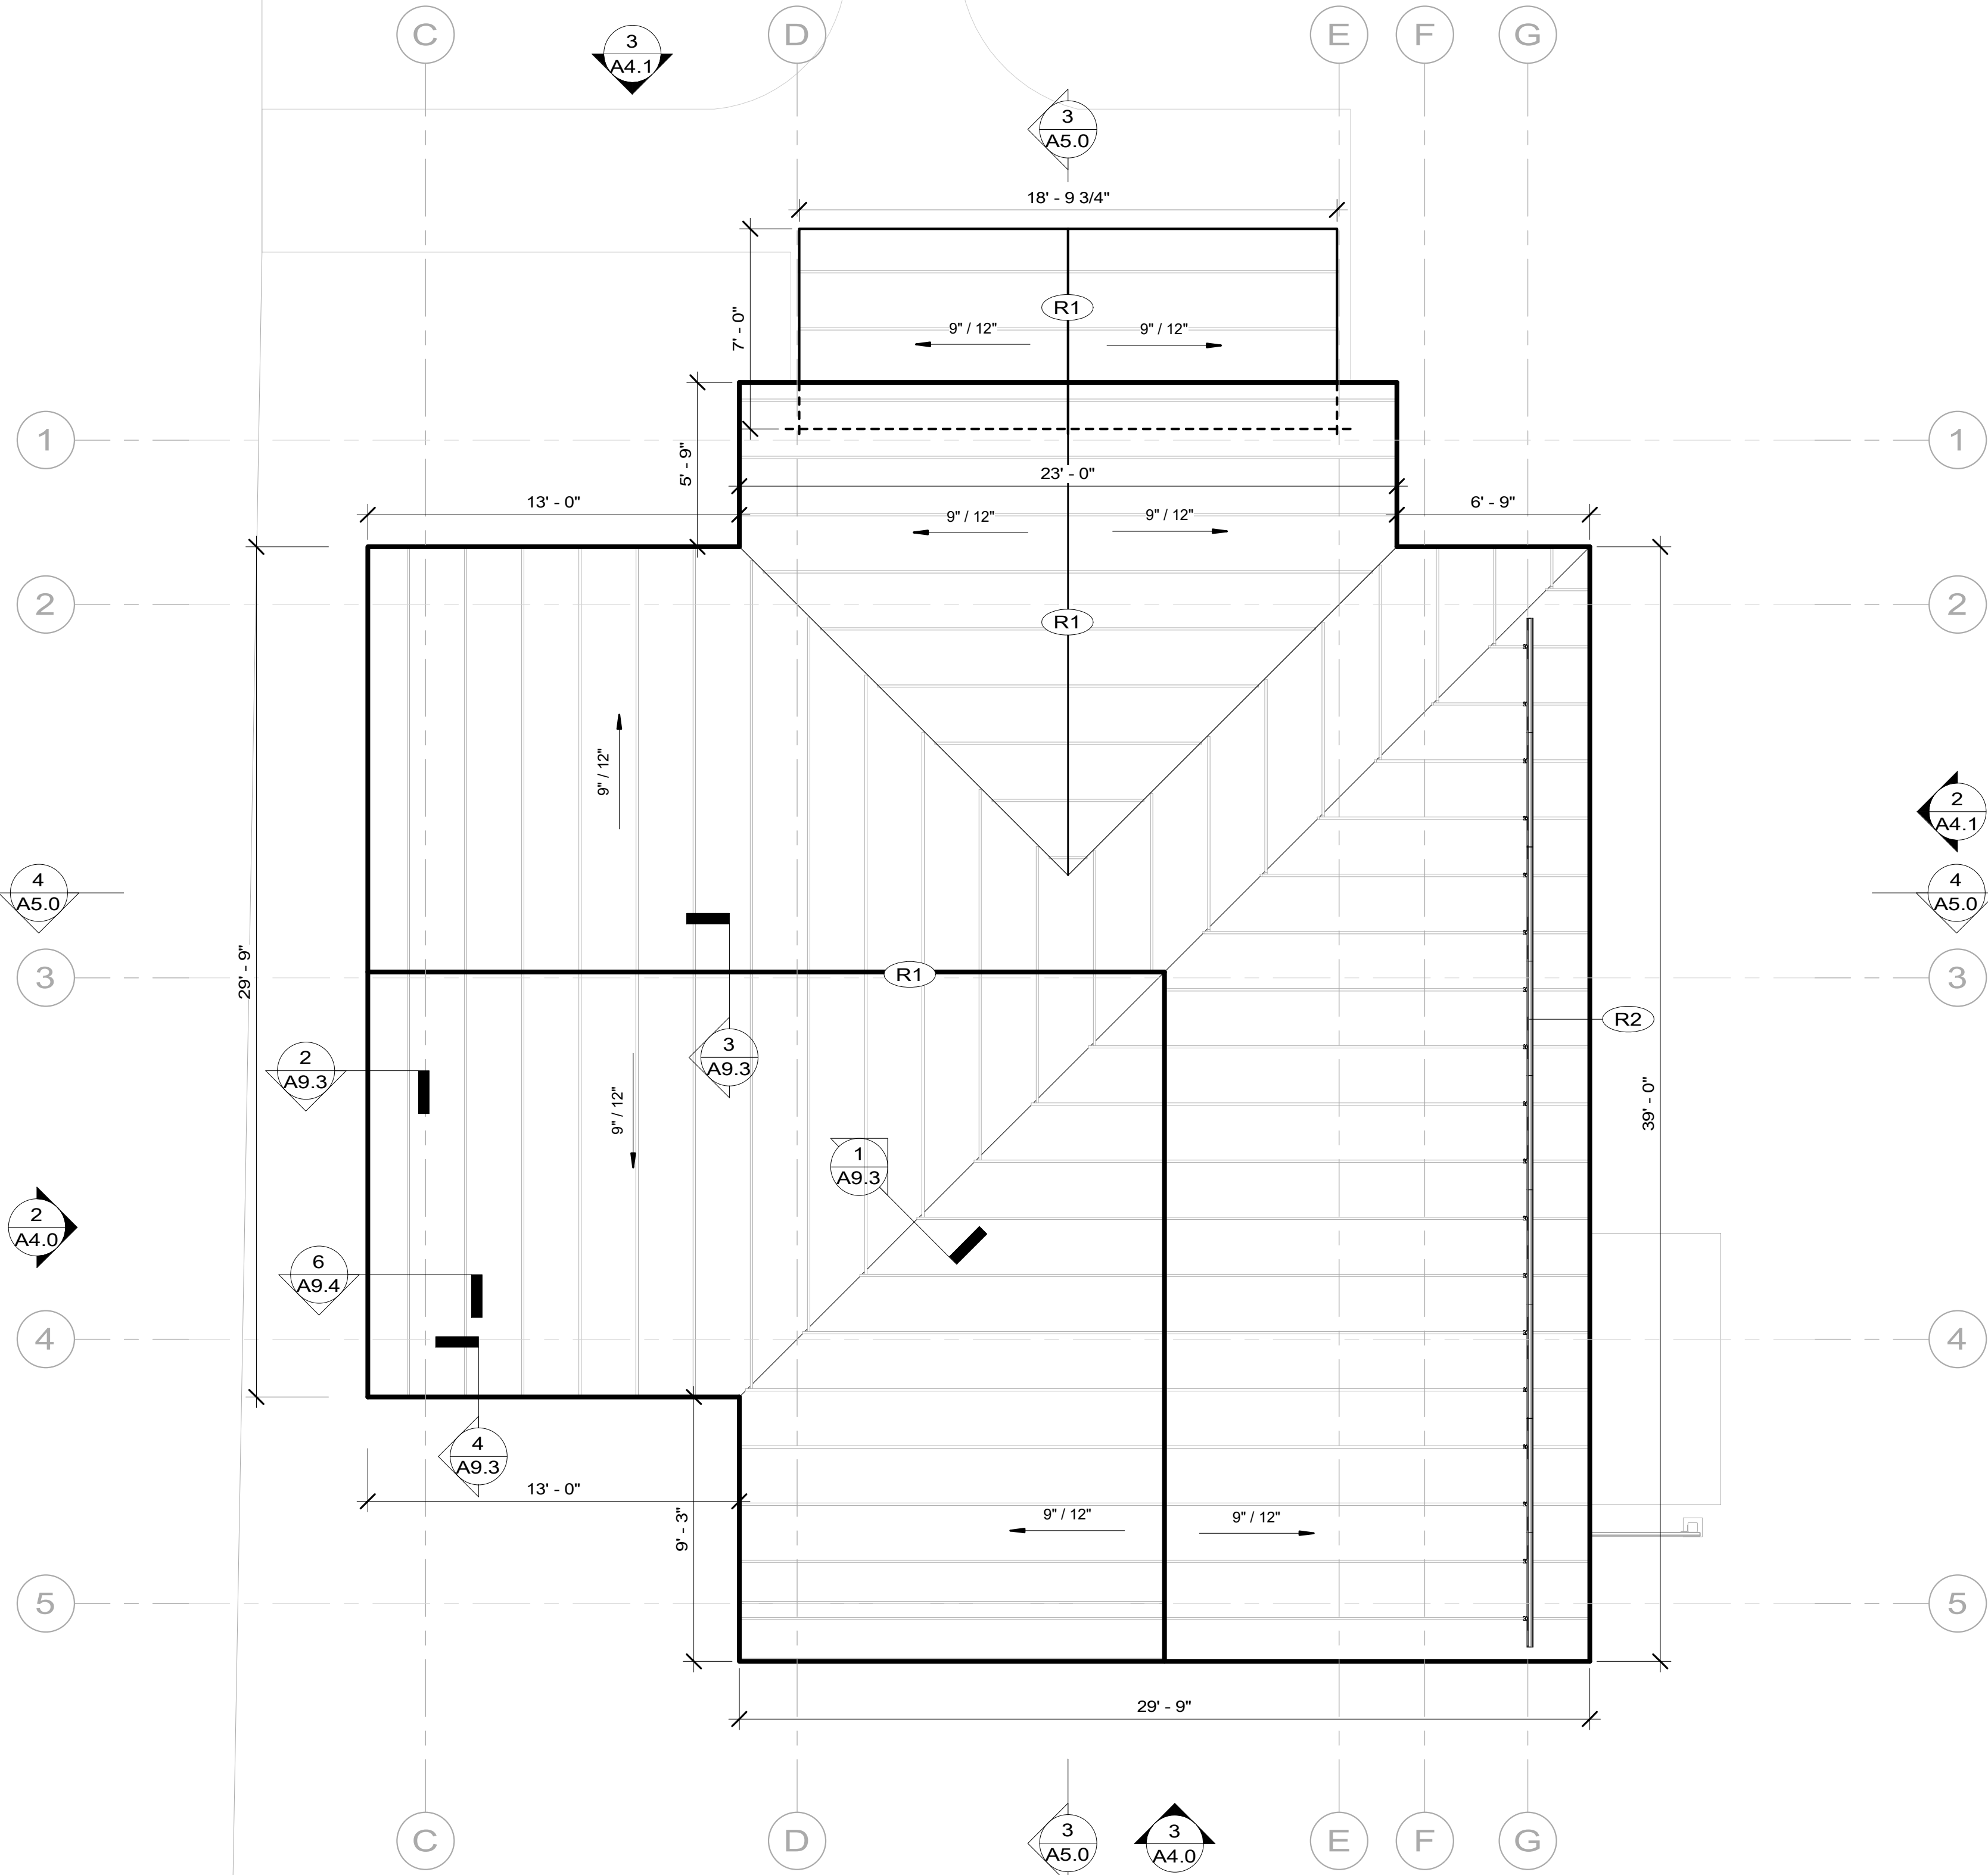 C
D
E
F
G
3
A4.1
3
A5.0
18' - 9 3/4"
7' - 0"
R1
9" / 12"
9" / 12"
1
1
5' - 9"
23' - 0"
13' - 0"
6' - 9"
9" / 12"
9" / 12"
2
2
R1
9" / 12"
2
A4.1
4
A5.0
4
A5.0
29' - 9"
3
R1
3
R2
3
A9.3
2
A9.3
9" / 12"
39' - 0"
1
A9.3
2
A4.0
6
A9.4
4
4
4
A9.3
13' - 0"
9' - 3"
9" / 12"
9" / 12"
5
5
29' - 9"
C
D
3
A5.0
3
A4.0
E
F
G